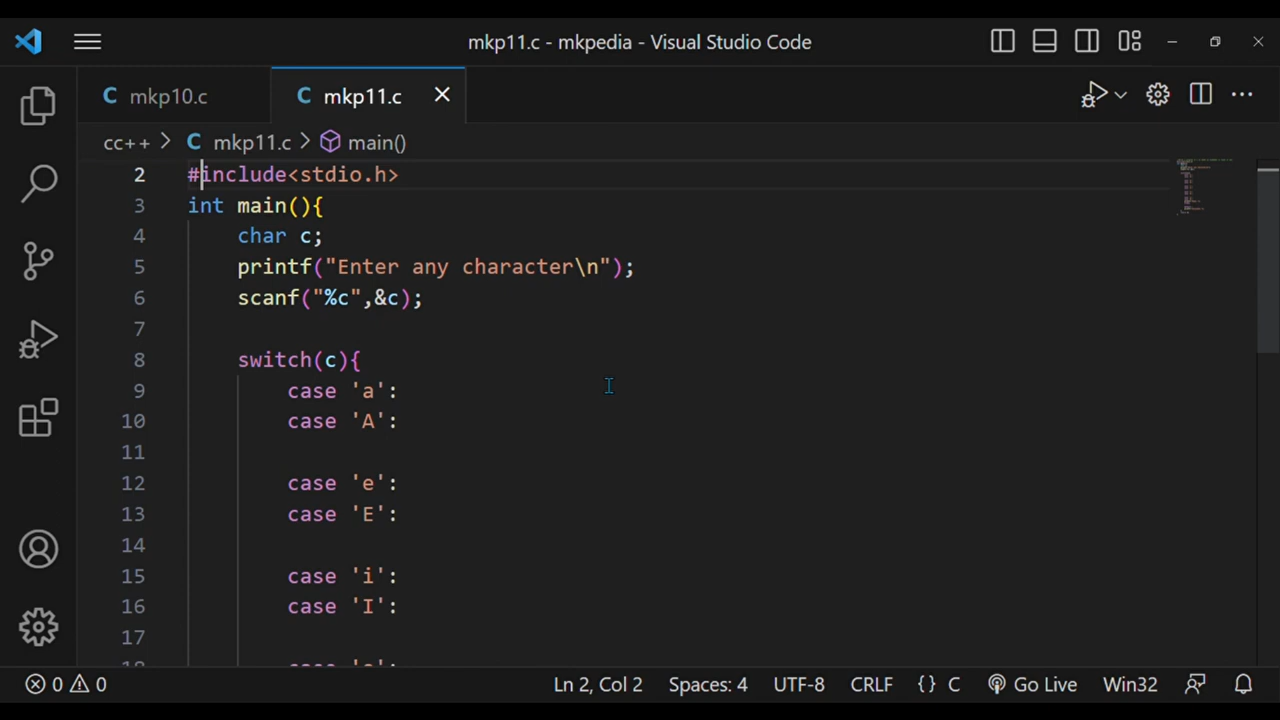 mkp11.c - mkpedia - Visual Studio Code
C mkp10.c
C mkp11.c
cc++ > C mkp11.c > main()
2 #include<stdio.h>
3 int main(){
4 char c;
5 printf("Enter any character\n");
6 scanf("%c",&c);
7
8 switch(c){
9 case 'a':
10 case 'A':
11
12 case 'e':
13 case 'E':
14
15 case 'i':
16 case 'I':
17
0 0 Ln 2, Col 2 Spaces: 4 UTF-8 CRLF {} C Go Live Win32